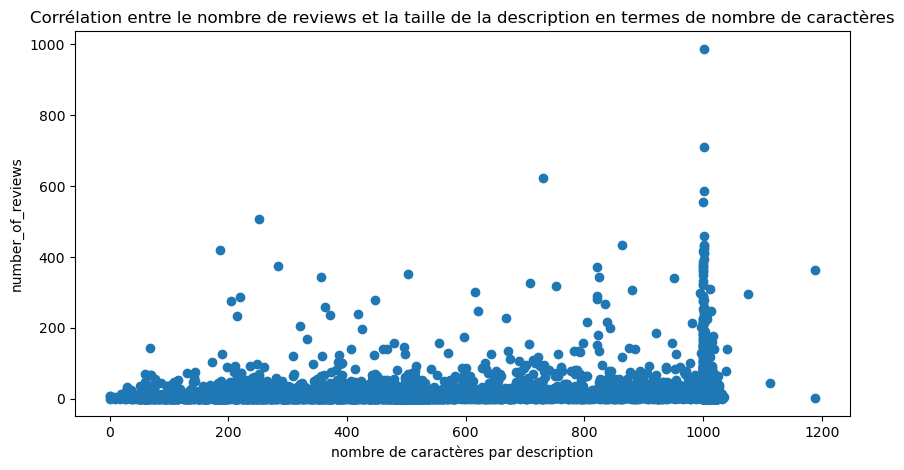 Corrélation entre le nombre de reviews et la taille de la description en termes de nombre de caractères
1000
800
600
400
200
0
number_of_reviews
0 200 400 600 800 1000 1200
nombre de caractères par description